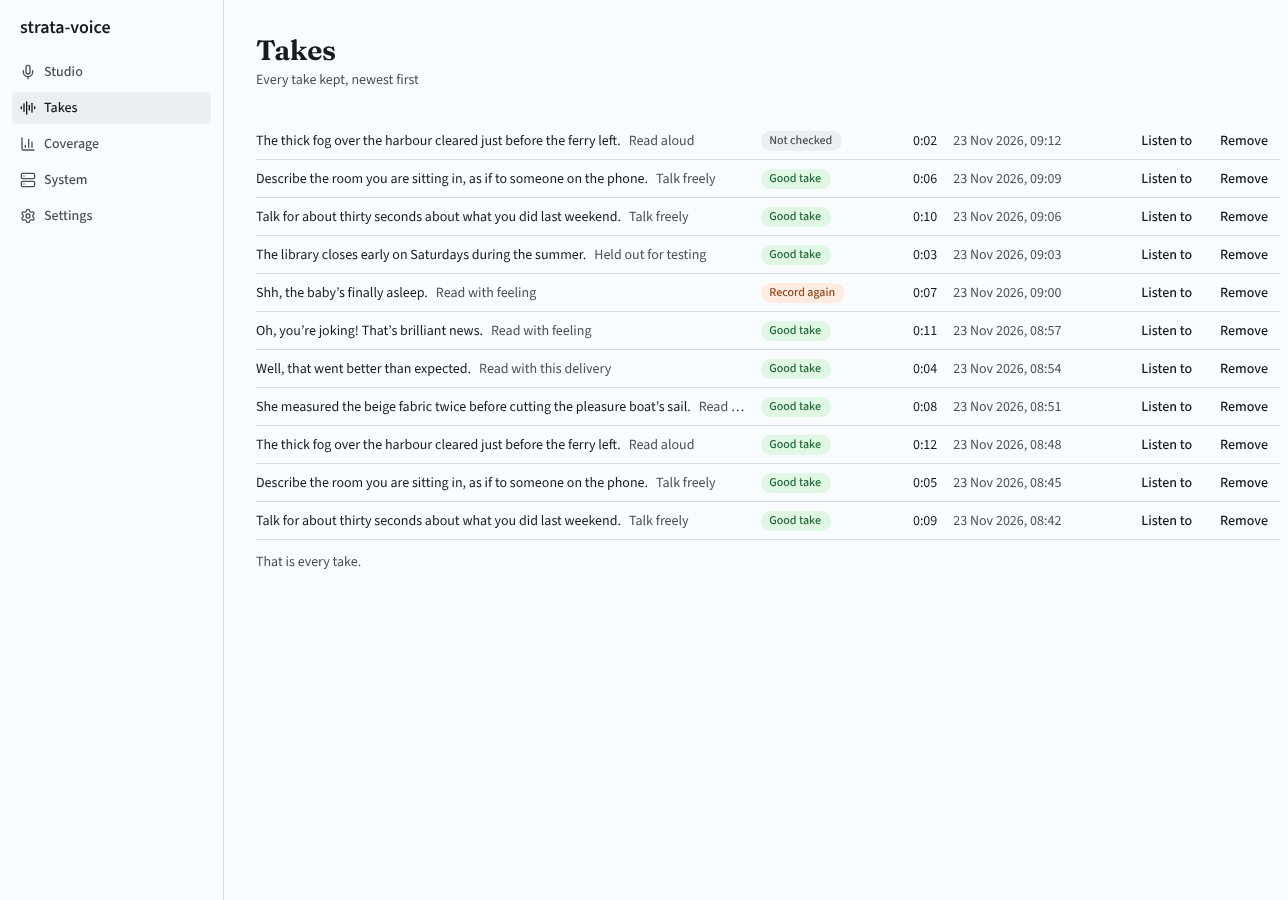 strata-voice
Studio
Takes
Coverage
System
Settings
Takes
Every take kept, newest first
The thick fog over the harbour cleared just before the ferry left. Read aloud Not checked 0:02 23 Nov 2026, 09:12 Listen to Remove
Describe the room you are sitting in, as if to someone on the phone. Talk freely Good take 0:06 23 Nov 2026, 09:09 Listen to Remove
Talk for about thirty seconds about what you did last weekend. Talk freely Good take 0:10 23 Nov 2026, 09:06 Listen to Remove
The library closes early on Saturdays during the summer. Held out for testing Good take 0:03 23 Nov 2026, 09:03 Listen to Remove
Shh, the baby’s finally asleep. Read with feeling Record again 0:07 23 Nov 2026, 09:00 Listen to Remove
Oh, you’re joking! That’s brilliant news. Read with feeling Good take 0:11 23 Nov 2026, 08:57 Listen to Remove
Well, that went better than expected. Read with this delivery Good take 0:04 23 Nov 2026, 08:54 Listen to Remove
She measured the beige fabric twice before cutting the pleasure boat’s sail. Read … Good take 0:08 23 Nov 2026, 08:51 Listen to Remove
The thick fog over the harbour cleared just before the ferry left. Read aloud Good take 0:12 23 Nov 2026, 08:48 Listen to Remove
Describe the room you are sitting in, as if to someone on the phone. Talk freely Good take 0:05 23 Nov 2026, 08:45 Listen to Remove
Talk for about thirty seconds about what you did last weekend. Talk freely Good take 0:09 23 Nov 2026, 08:42 Listen to Remove
That is every take.